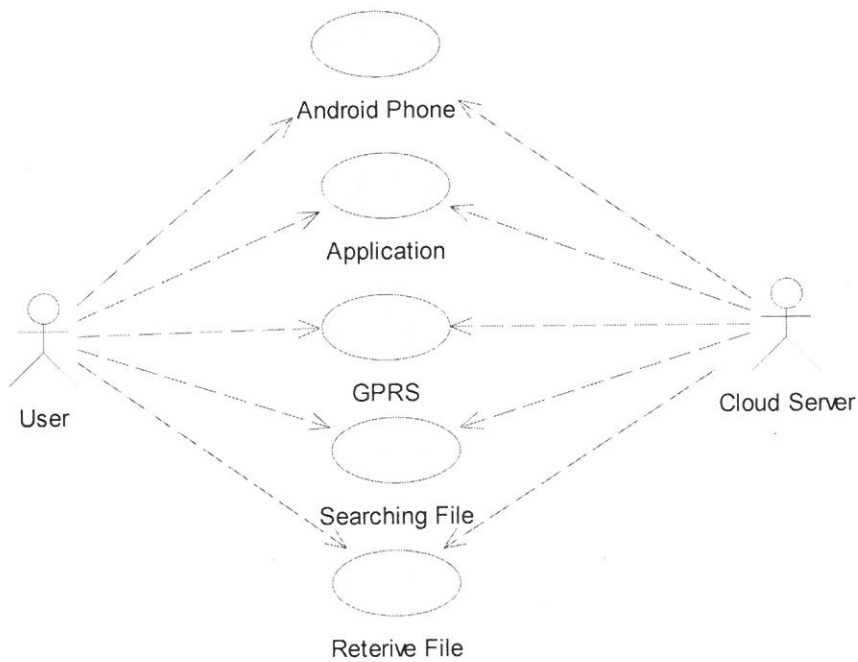 Android Phone
Application
GPRS
User
Cloud Server
Searching File
Reterive File